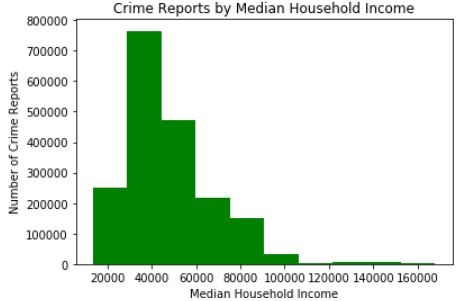 Crime Reports by Median Household Income
800000
700000
600000
500000
400000
300000
200000
100000
0
Number of Crime Reports
20000 40000 60000 80000 100000 120000 140000 160000
Median Household Income